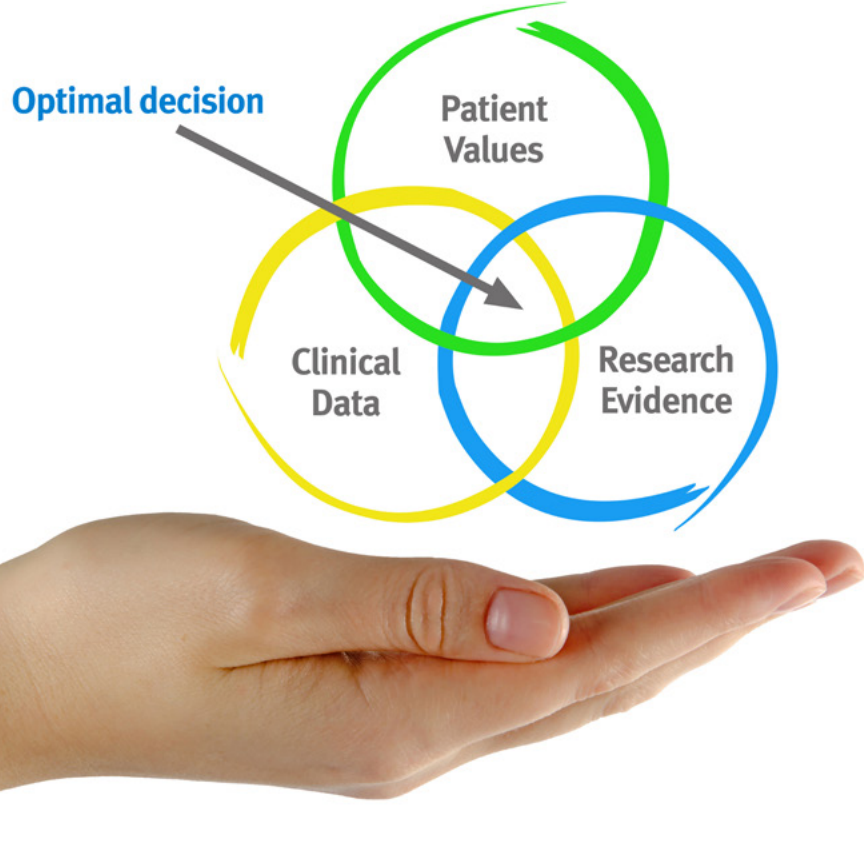 Optimal decision
Patient
Values
Clinical
Data
Research
Evidence